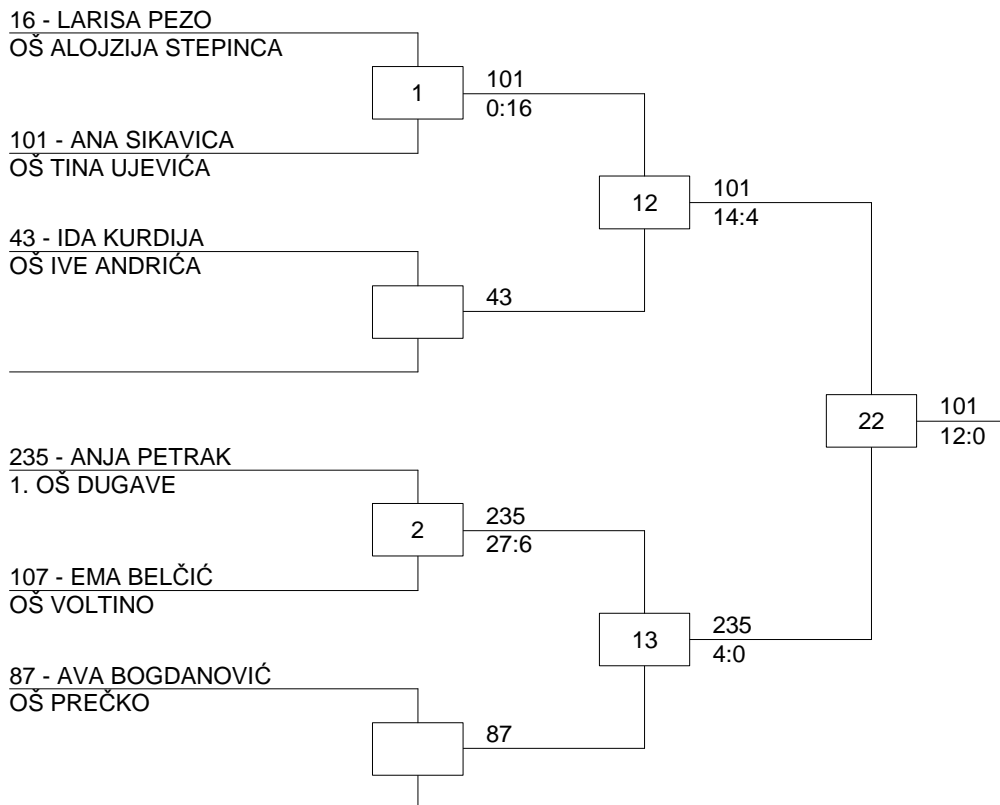 16 - LARISA PEZO
OŠ ALOJZIJA STEPINCA
1
101
0:16
101 - ANA SIKAVICA
OŠ TINA UJEVIĆA
12
101
14:4
43 - IDA KURDIJA
OŠ IVE ANDRIĆA
43
22
101
12:0
235 - ANJA PETRAK
1. OŠ DUGAVE
2
235
27:6
107 - EMA BELČIĆ
OŠ VOLTINO
13
235
4:0
87 - AVA BOGDANOVIĆ
OŠ PREČKO
87